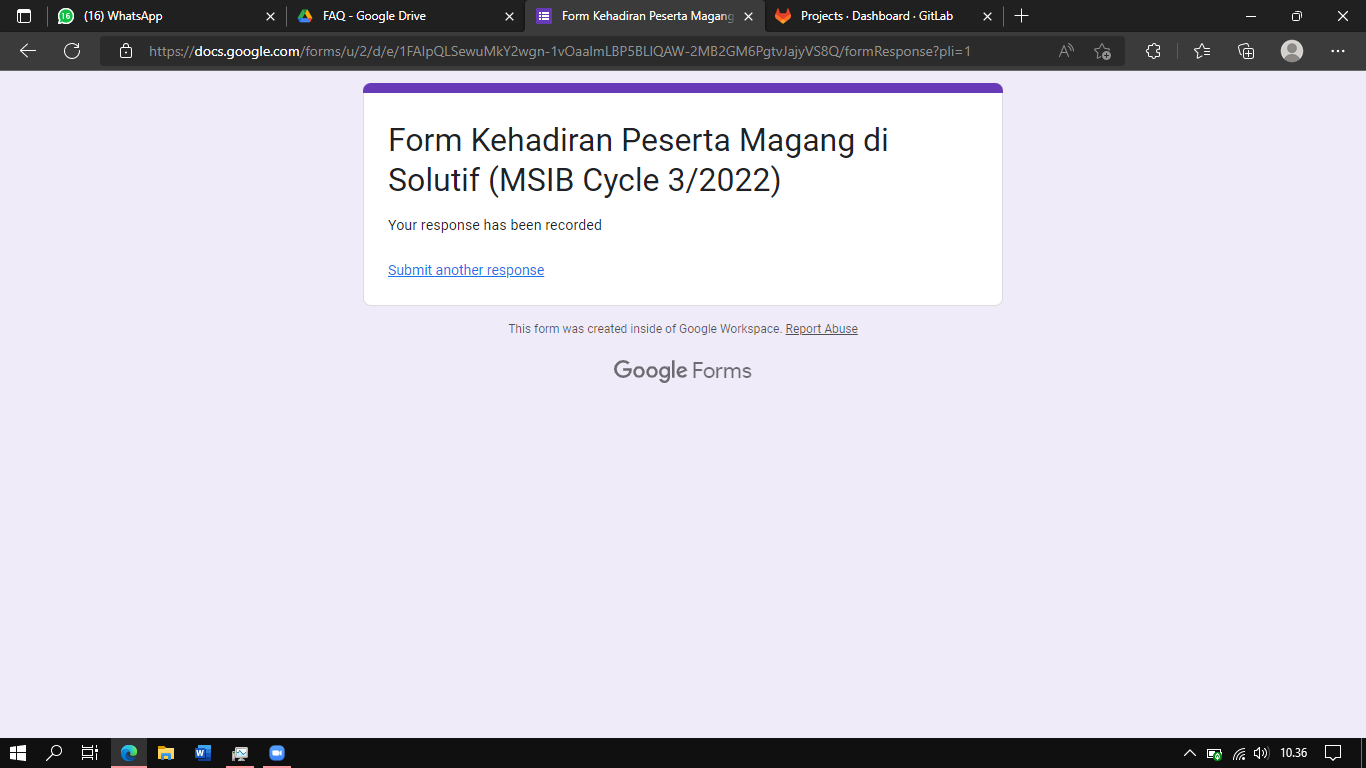 (16) WhatsApp
FAQ - Google Drive
Form Kehadiran Peserta Magang
Projects · Dashboard · GitLab
https://docs.google.com/forms/u/2/d/e/1FAIpQLSewuMkY2wgn-1vOaaImLBP5BLIQAW-2MB2GM6PgtvJajyVS8Q/formResponse?pli=1
Form Kehadiran Peserta Magang di
Solutif (MSIB Cycle 3/2022)
Your response has been recorded
Submit another response
This form was created inside of Google Workspace. Report Abuse
Google Forms
10.36